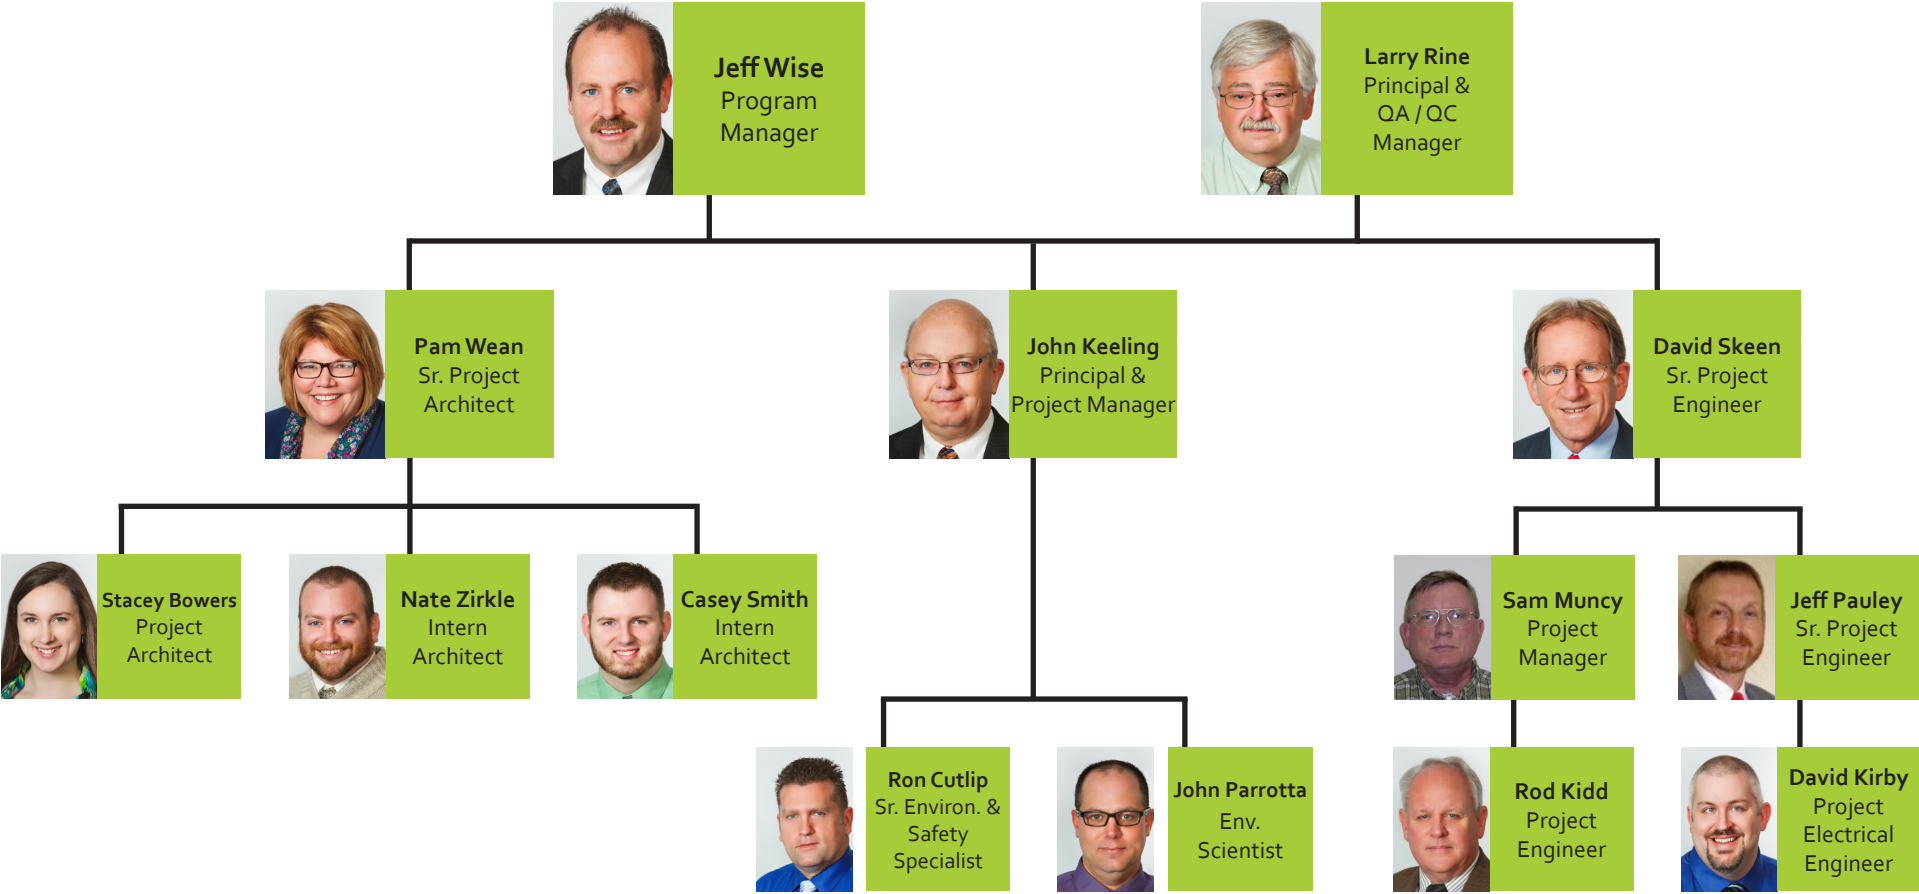 Jeff Wise
Program
Manager
Larry Rine
Principal &
QA / QC
Manager
Pam Wean
Sr. Project
Architect
John Keeling
Principal &
Project Manager
David Skeen
Sr. Project
Engineer
Stacey Bowers
Project
Architect
Nate Zirkle
Intern
Architect
Casey Smith
Intern
Architect
Sam Muncy
Project
Manager
Jeff Pauley
Sr. Project
Engineer
Ron Cutlip
Sr. Environ. &
Safety
Specialist
John Parrotta
Env.
Scientist
Rod Kidd
Project
Engineer
David Kirby
Project
Electrical
Engineer